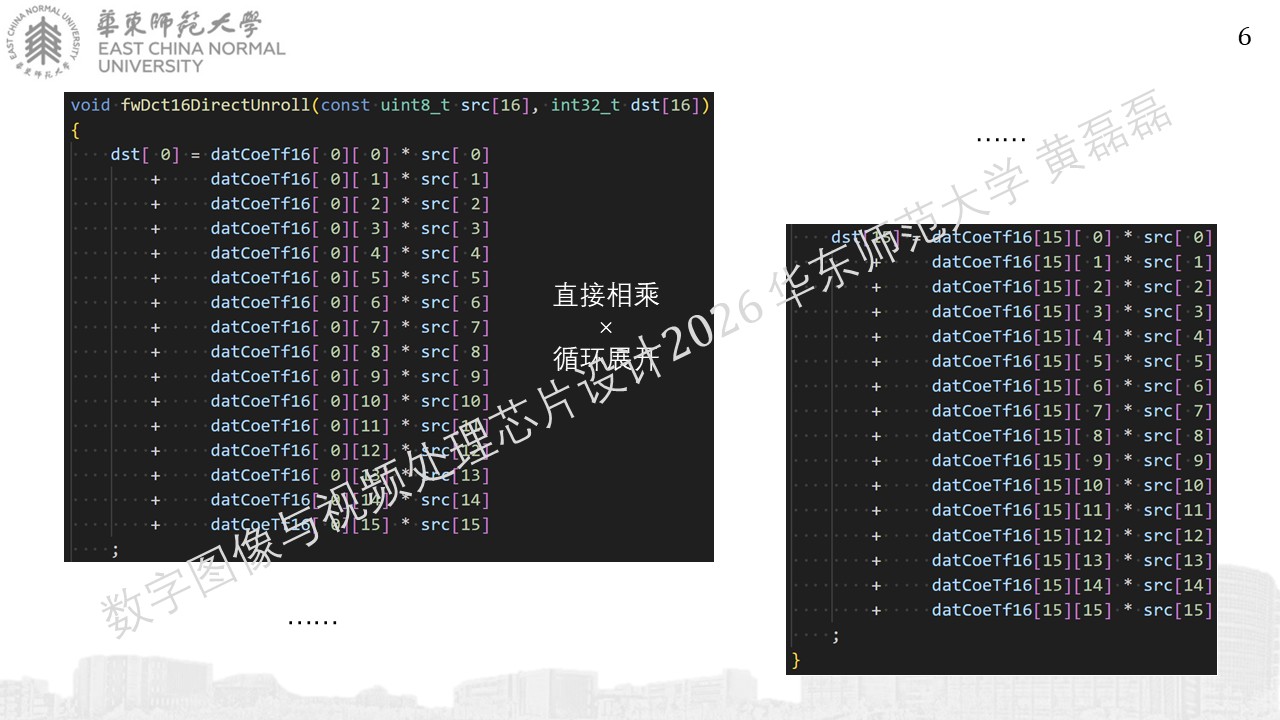 華東師範大學
EAST CHINA NORMAL
UNIVERSITY
EAST CHINA NORMAL UNIVERSITY
華東師範大學
6
void fwDct16DirectUnroll(const uint8_t src[16], int32_t dst[16])
{
dst[ 0] = datCoeTf16[ 0][ 0] * src[ 0]
+ datCoeTf16[ 0][ 1] * src[ 1]
+ datCoeTf16[ 0][ 2] * src[ 2]
+ datCoeTf16[ 0][ 3] * src[ 3]
+ datCoeTf16[ 0][ 4] * src[ 4]
+ datCoeTf16[ 0][ 5] * src[ 5]
+ datCoeTf16[ 0][ 6] * src[ 6]
+ datCoeTf16[ 0][ 7] * src[ 7]
+ datCoeTf16[ 0][ 8] * src[ 8]
+ datCoeTf16[ 0][ 9] * src[ 9]
+ datCoeTf16[ 0][10] * src[10]
+ datCoeTf16[ 0][11] * src[11]
+ datCoeTf16[ 0][12] * src[12]
+ datCoeTf16[ 0][13] * src[13]
+ datCoeTf16[ 0][14] * src[14]
+ datCoeTf16[ 0][15] * src[15]
;
直接相乘
×
循环展开
……
……
dst[15] = datCoeTf16[15][ 0] * src[ 0]
+ datCoeTf16[15][ 1] * src[ 1]
+ datCoeTf16[15][ 2] * src[ 2]
+ datCoeTf16[15][ 3] * src[ 3]
+ datCoeTf16[15][ 4] * src[ 4]
+ datCoeTf16[15][ 5] * src[ 5]
+ datCoeTf16[15][ 6] * src[ 6]
+ datCoeTf16[15][ 7] * src[ 7]
+ datCoeTf16[15][ 8] * src[ 8]
+ datCoeTf16[15][ 9] * src[ 9]
+ datCoeTf16[15][10] * src[10]
+ datCoeTf16[15][11] * src[11]
+ datCoeTf16[15][12] * src[12]
+ datCoeTf16[15][13] * src[13]
+ datCoeTf16[15][14] * src[14]
+ datCoeTf16[15][15] * src[15]
;
}
数字图像与视频处理芯片设计2026 华东师范大学 黄磊磊